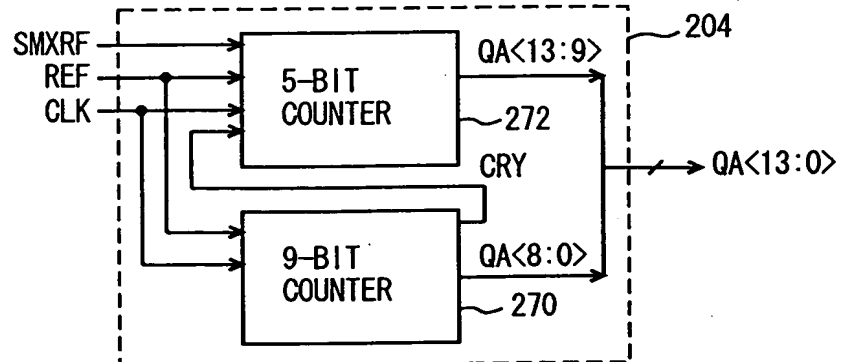 204
SMXRF
REF
CLK
5-BIT
COUNTER
QA<13:9>
272
CRY
QA<13:0>
9-BIT
COUNTER
QA<8:0>
270